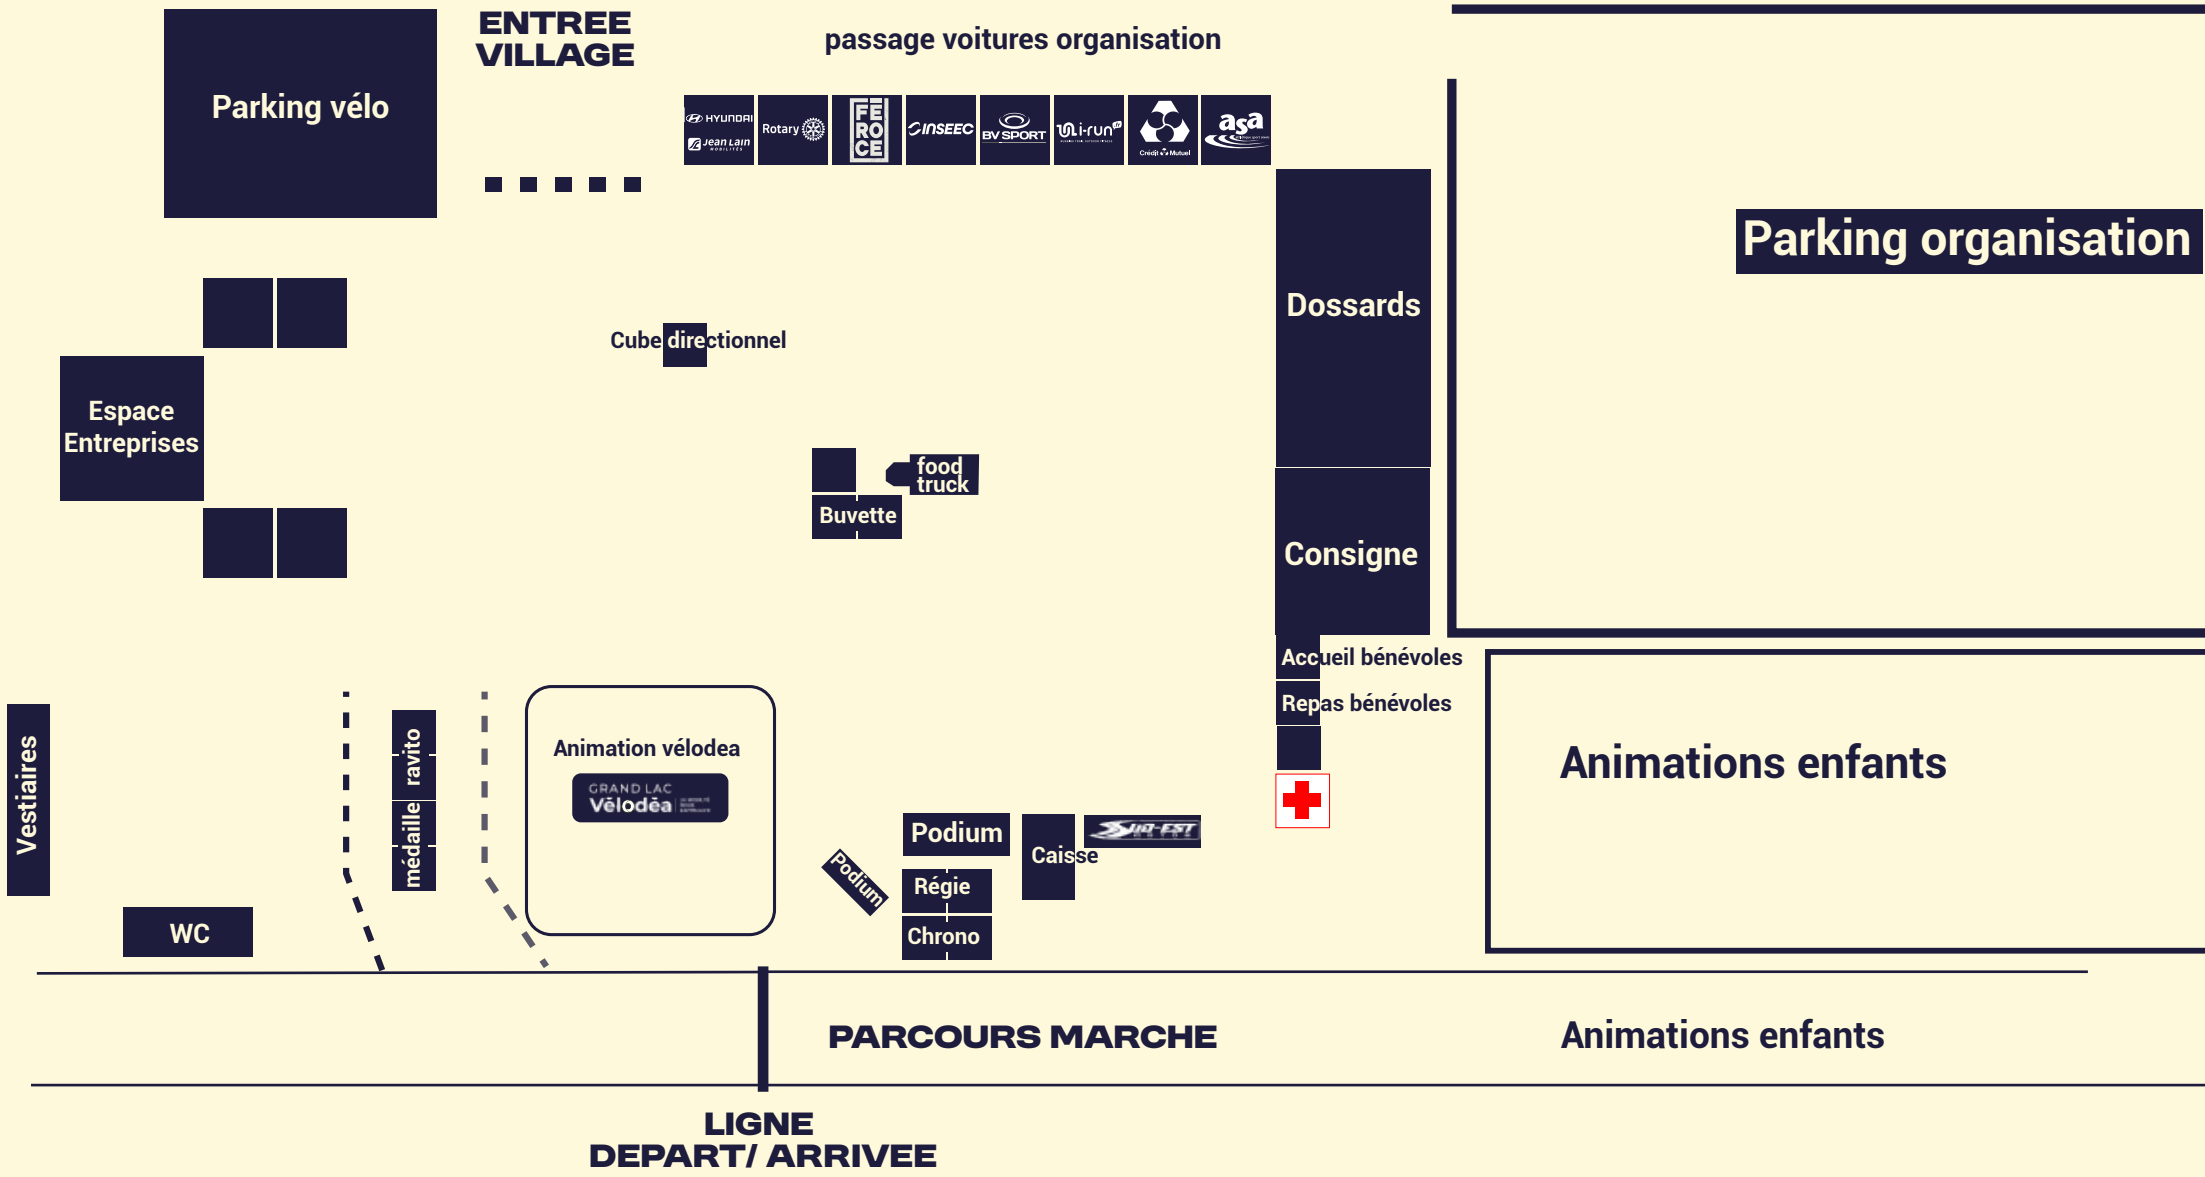 ENTREE
VILLAGE
passage voitures organisation
Parking vélo
HYUNDAI
Jean Lain
MOBILITÉS
Rotary
FE
RO
CE
INSEEC
BV SPORT
i-run
Crédit Mutuel
asa
Parking organisation
Dossards
Cube directionnel
Espace
Entreprises
food
truck
Buvette
Consigne
Accueil bénévoles
Repas bénévoles
Vestiaires
ravito
médaille
Animation vélodea
GRAND LAC
Vélodéa
Animations enfants
Podium
SUD-EST
Caisse
Podium
Régie
Chrono
WC
PARCOURS MARCHE
Animations enfants
LIGNE
DEPART/ ARRIVEE